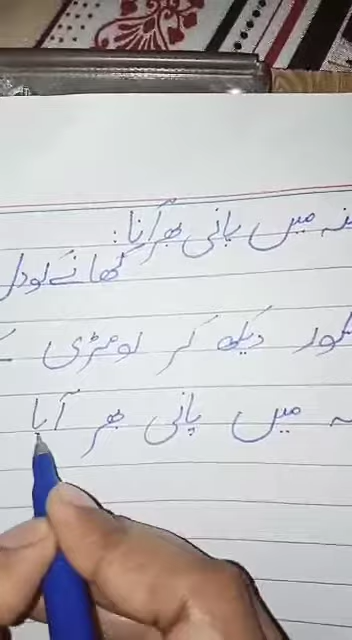 میں پانی بھر آنا:
کھانے کو دل
دیکھ کر لومڑی
میں پانی بھر آیا